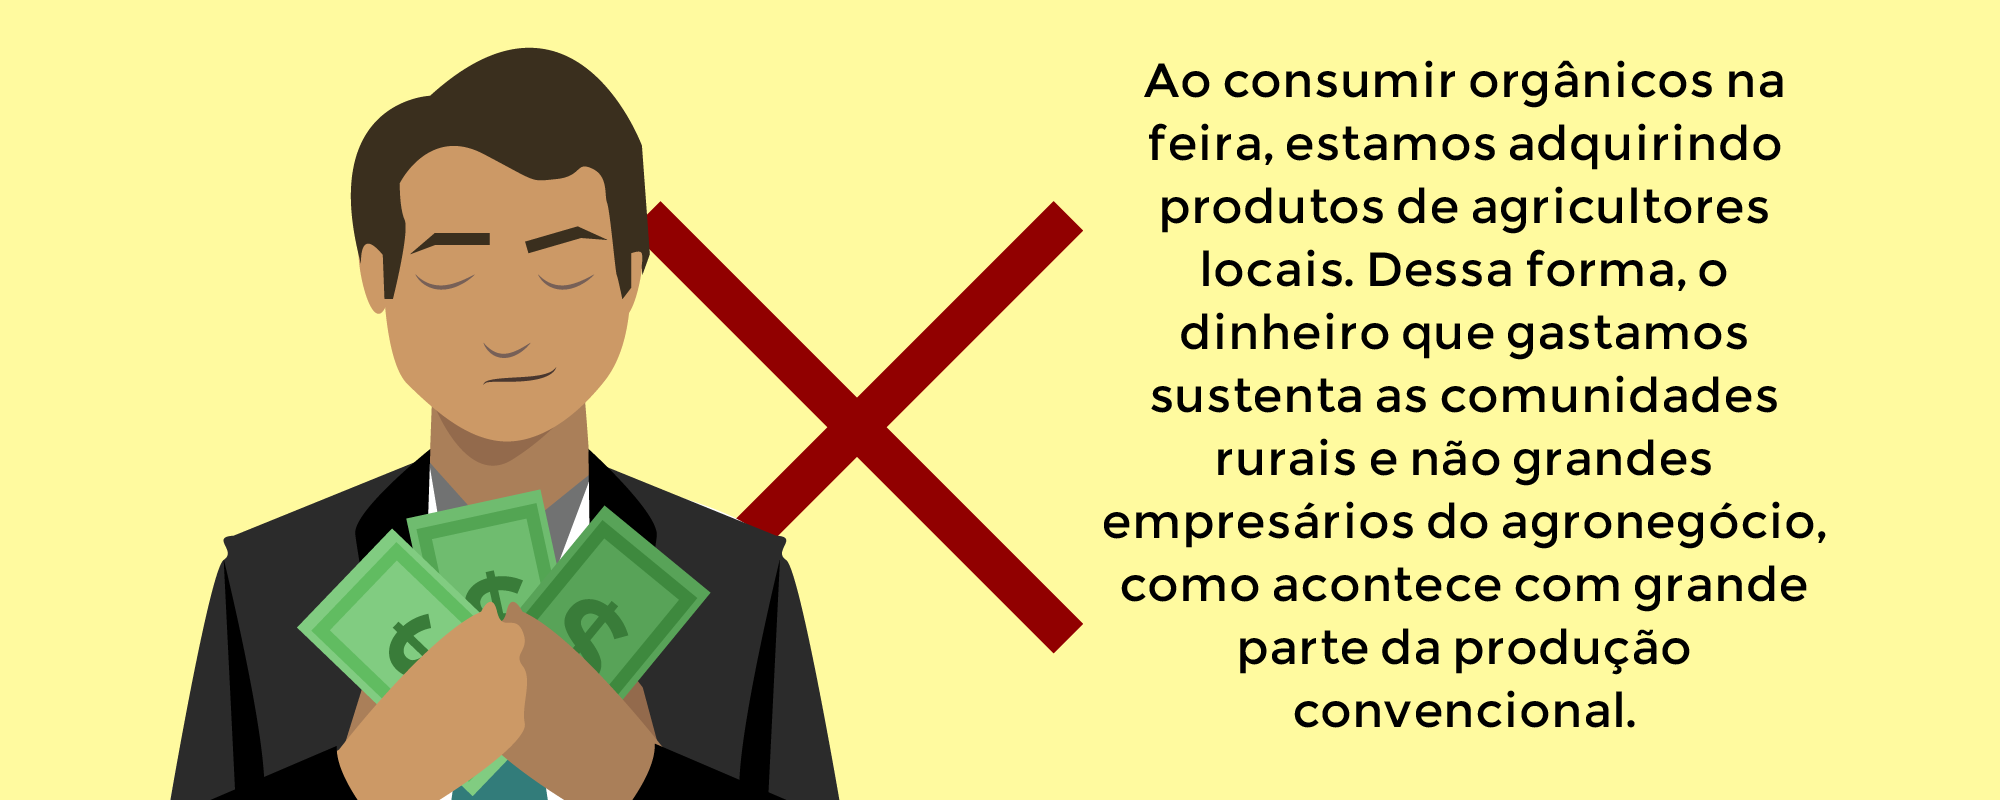 Ao consumir orgânicos na
feira, estamos adquirindo
produtos de agricultores
locais. Dessa forma, o
dinheiro que gastamos
sustenta as comunidades
rurais e não grandes
empresários do agronegócio,
como acontece com grande
parte da produção
convencional.